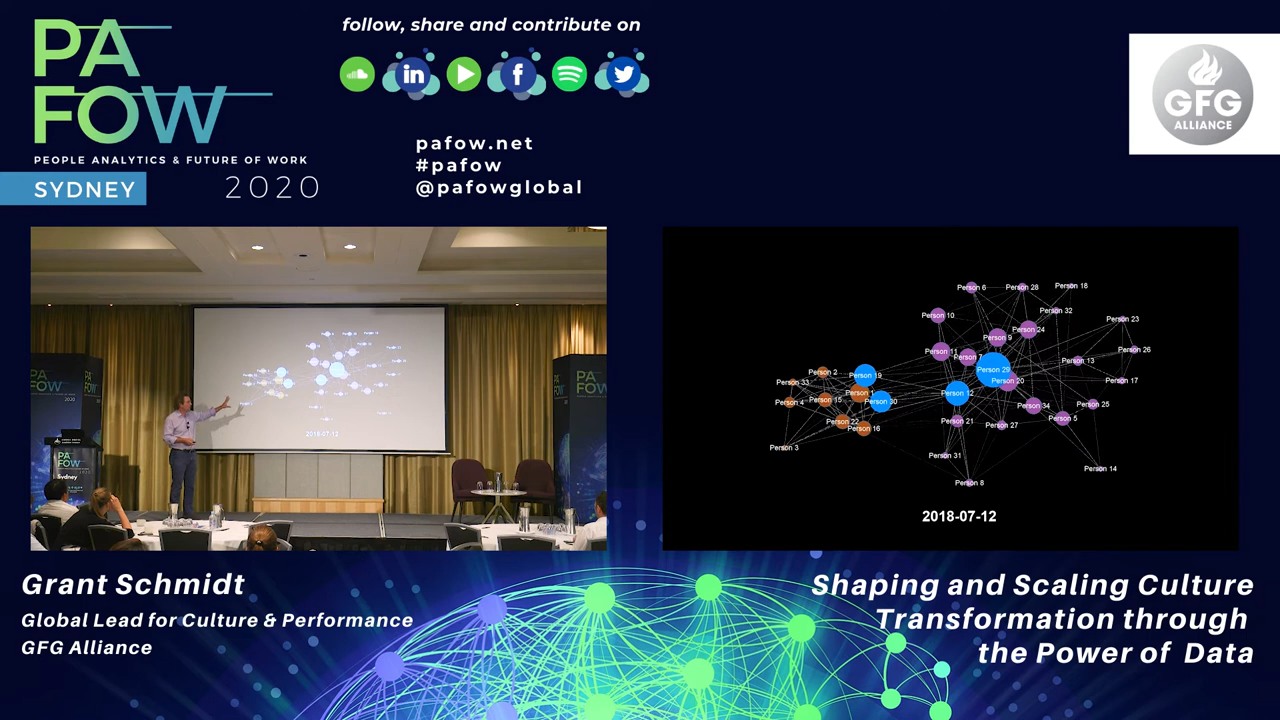 PA
FOW
PEOPLE ANALYTICS & FUTURE OF WORK
SYDNEY
2020
follow, share and contribute on
in
f
pafow.net
#pafow
@pafowglobal
GFG
ALLIANCE
2018-07-12
PA
FOW
Sydney
Person 6
Person 28
Person 18
Person 10
Person 32
Person 23
Person 24
Person 9
Person 11
Person 7
Person 26
Person 13
Person 2
Person 19
Person 29
Person 33
Person 20
Person 17
Person 12
Person 4
Person 15
Person 30
Person 34
Person 25
Person 22
Person 16
Person 21
Person 27
Person 5
Person 3
Person 31
Person 14
Person 8
2018-07-12
Grant Schmidt
Global Lead for Culture & Performance
GFG Alliance
Shaping and Scaling Culture
Transformation through
the Power of Data